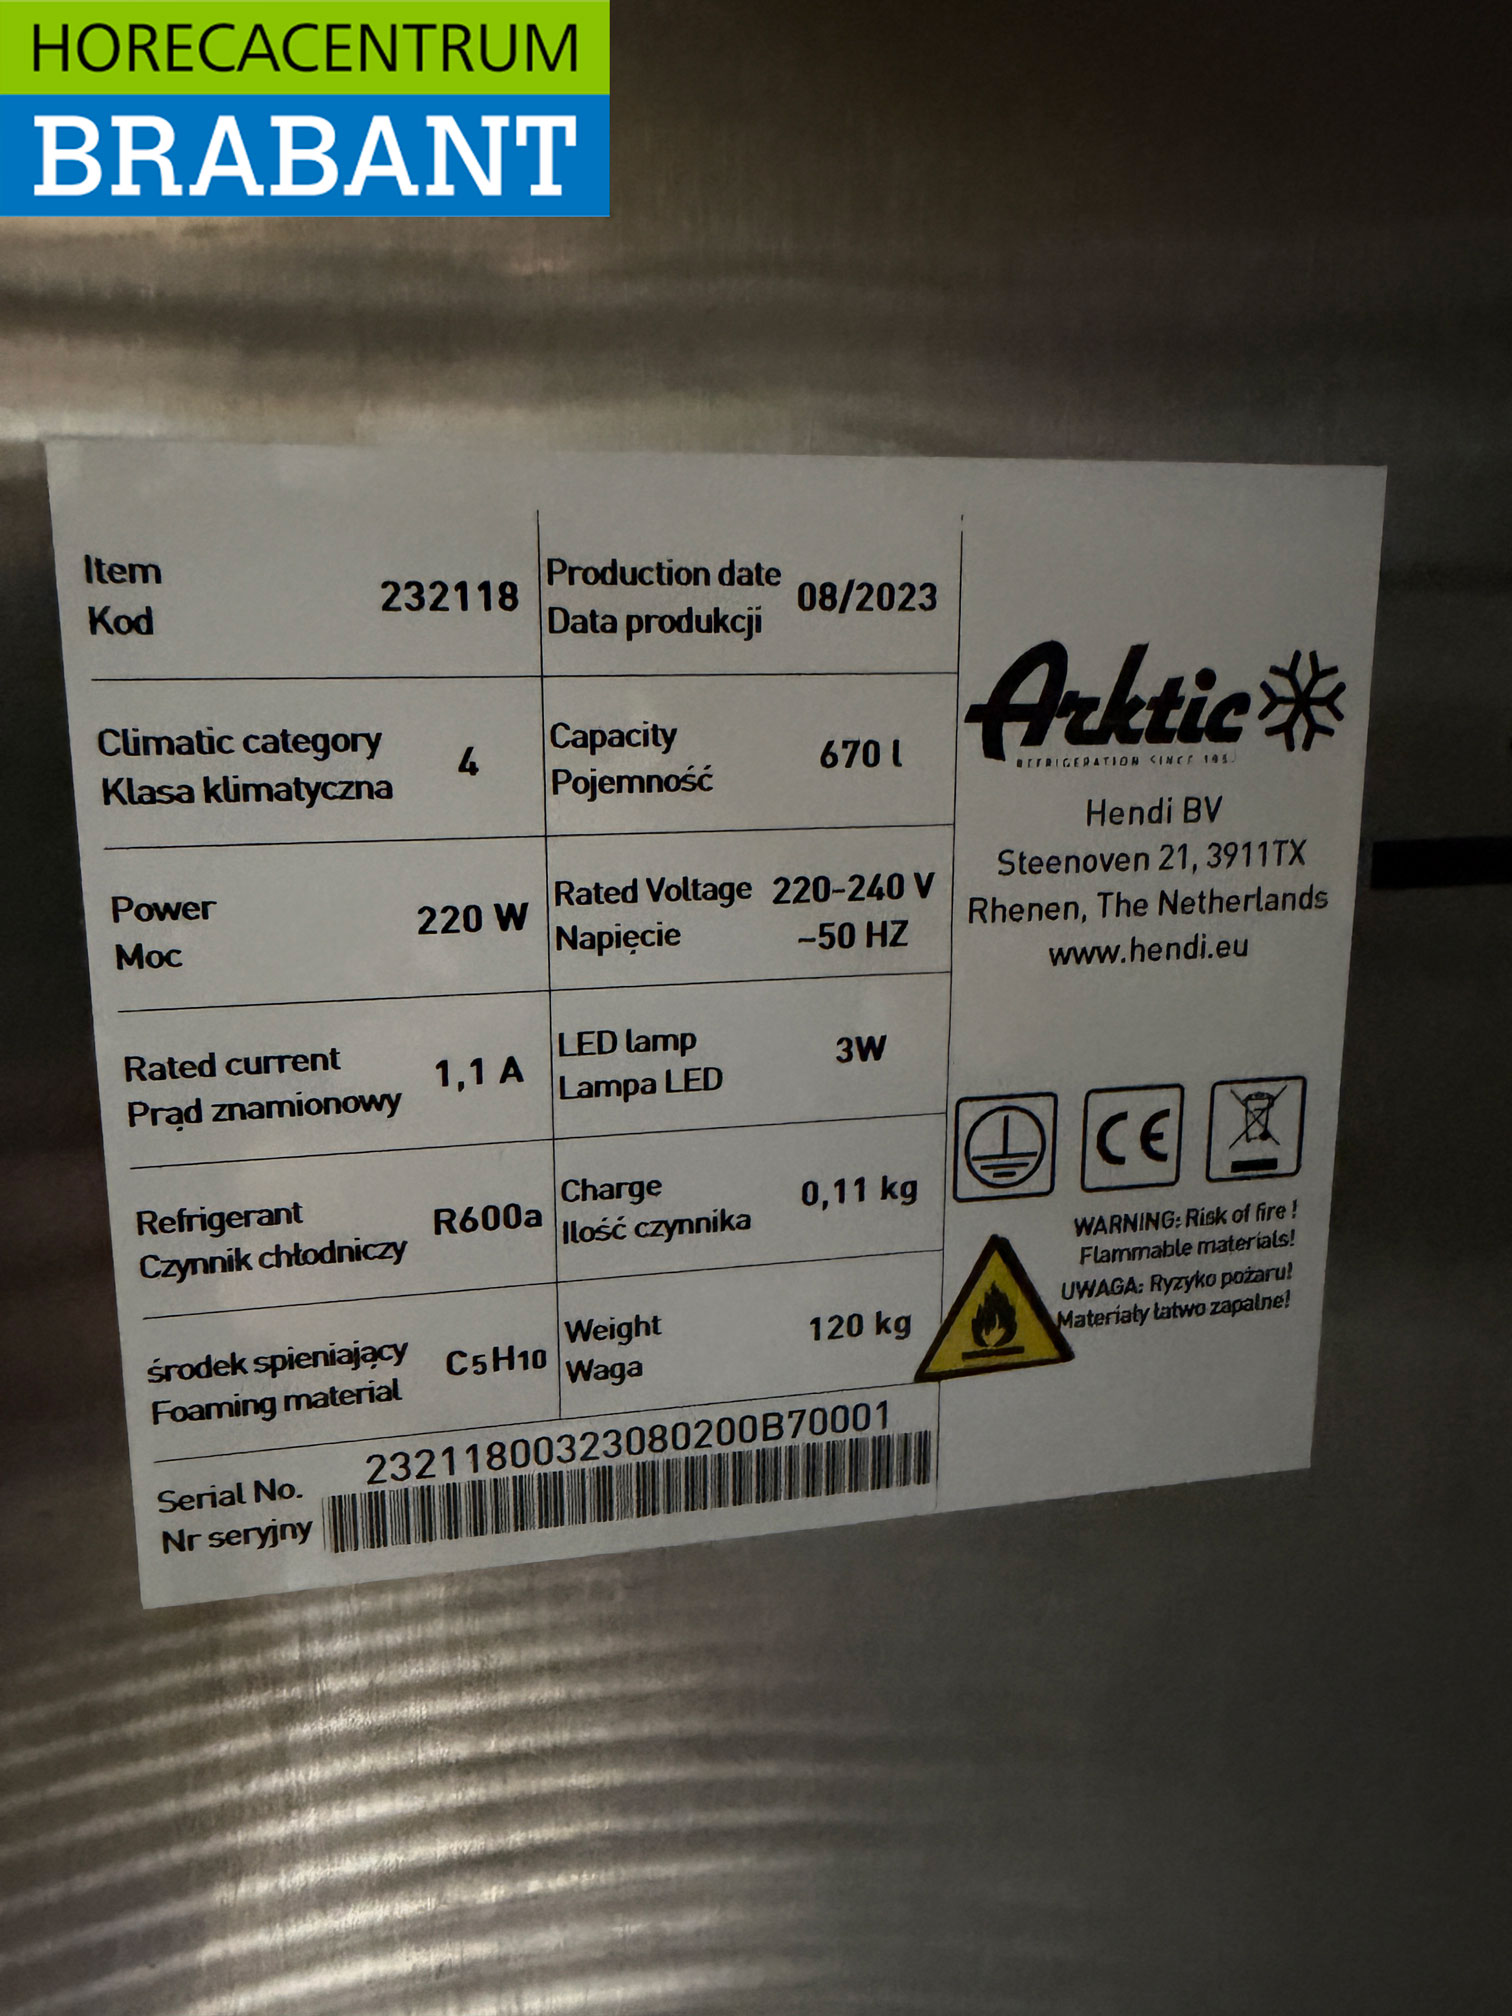 HORECACENTRUM
BRABANT
Item
Kod
232118
Production date
Data produkcji
08/2023
Climatic category
Klasa klimatyczna
4
Capacity
Pojemność
670 l
Power
Moc
220 W
Rated Voltage
Napięcie
220-240 V
~50 HZ
Rated current
Prąd znamionowy
1,1 A
LED lamp
Lampa LED
3W
Refrigerant
Czynnik chłodniczy
R600a
Charge
Ilość czynnika
0,11 kg
środek spieniający
Foaming material
C5H10
Weight
Waga
120 kg
Serial No.
Nr seryjny
23211800323080200B70001
Arktic
REFRIGERATION SINCE
Hendi BV
Steenoven 21, 3911TX
Rhenen, The Netherlands
www.hendi.eu
CE
WARNING: Risk of fire !
Flammable materials!
UWAGA: Ryzyko pożaru!
Materiały łatwo zapalne!